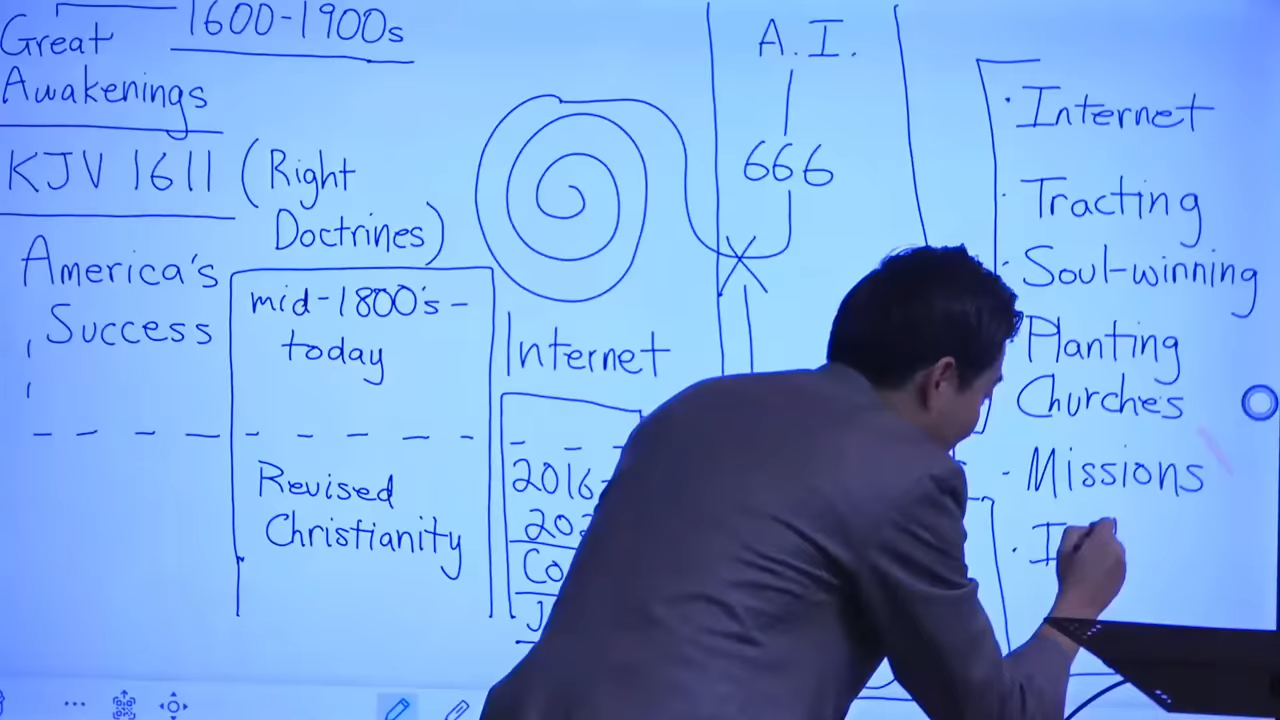 1600-1900s
Great
Awakenings
KJV 1611 (Right
Doctrines)
America's
Success
mid-1800's-
today
Revised
Christianity
Internet
2016-
A.I.
666
· Internet
· Tracting
· Soul-winning
Planting
Churches
- Missions
· I